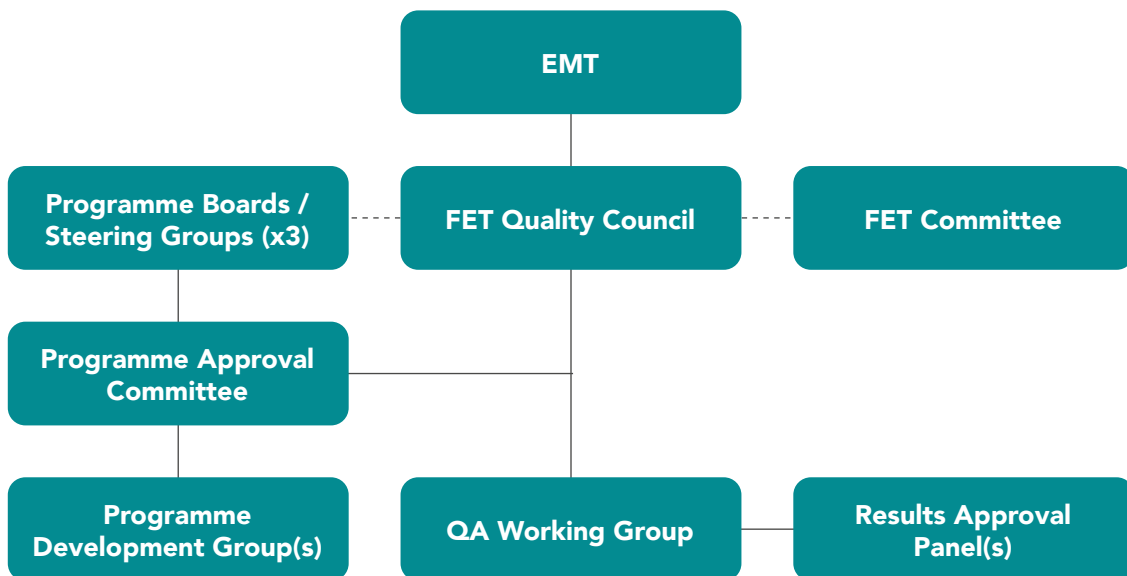 EMT
Programme Boards /
Steering Groups (x3)
FET Quality Council
FET Committee
Programme Approval
Committee
Programme
Development Group(s)
QA Working Group
Results Approval
Panel(s)